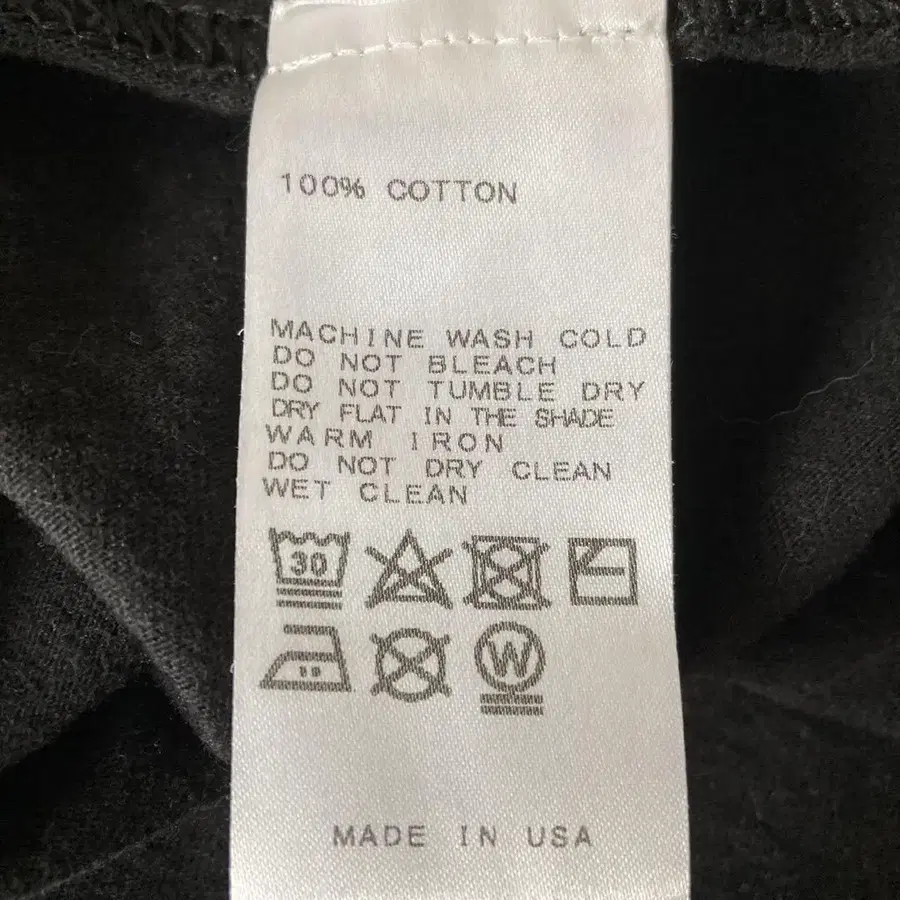 100% COTTON
MACHINE WASH COLD
DO NOT BLEACH
DO NOT TUMBLE DRY
DRY FLAT IN THE SHADE
WARM IRON
DO NOT DRY CLEAN
WET CLEAN
30
W
MADE IN USA